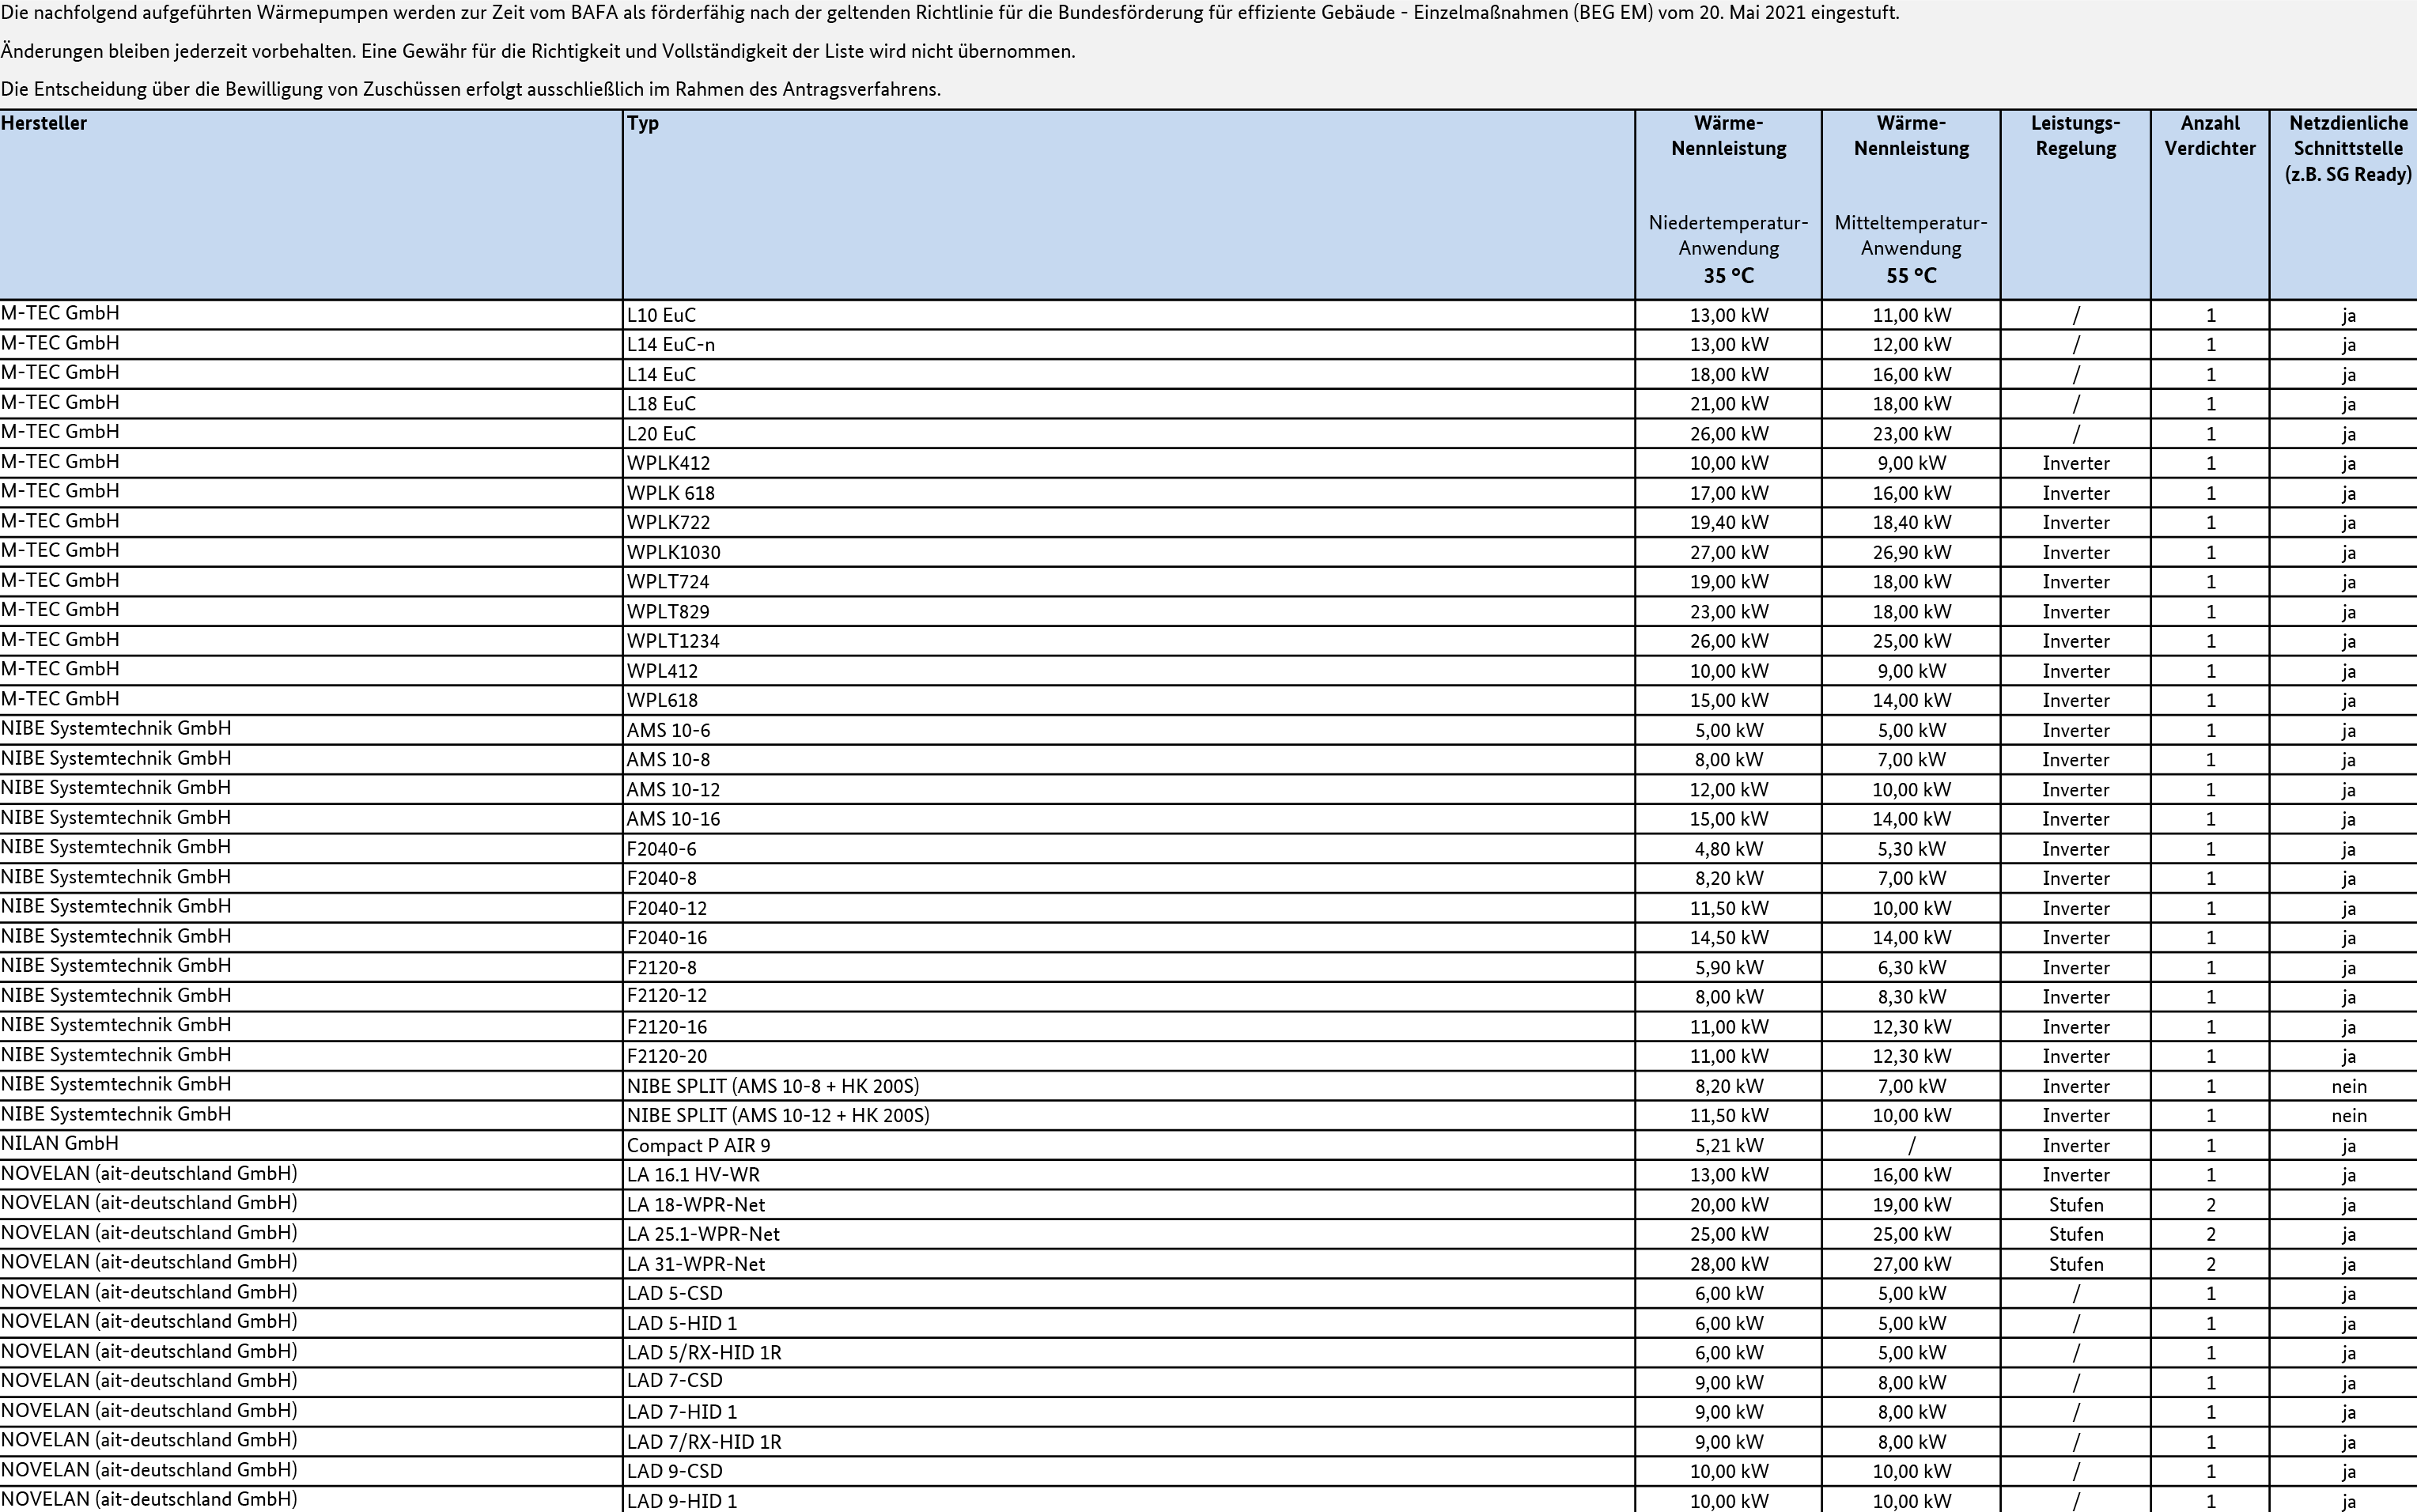 Die nachfolgend aufgeführten Wärmepumpen werden zur Zeit vom BAFA als förderfähig nach der geltenden Richtlinie für die Bundesförderung für effiziente Gebäude - Einzelmaßnahmen (BEG EM) vom 20. Mai 2021 eingestuft.
Änderungen bleiben jederzeit vorbehalten. Eine Gewähr für die Richtigkeit und Vollständigkeit der Liste wird nicht übernommen.
Die Entscheidung über die Bewilligung von Zuschüssen erfolgt ausschließlich im Rahmen des Antragsverfahrens.
Hersteller Typ Wärme- Wärme- Leistungs- Anzahl Netzdienliche
Nennleistung Nennleistung Regelung Verdichter Schnittstelle
(z.B. SG Ready)
Niedertemperatur- Mitteltemperatur-
Anwendung Anwendung
35 °C 55 °C
M-TEC GmbH L10 EuC 13,00 kW 11,00 kW / 1 ja
M-TEC GmbH L14 EuC-n 13,00 kW 12,00 kW / 1 ja
M-TEC GmbH L14 EuC 18,00 kW 16,00 kW / 1 ja
M-TEC GmbH L18 EuC 21,00 kW 18,00 kW / 1 ja
M-TEC GmbH L20 EuC 26,00 kW 23,00 kW / 1 ja
M-TEC GmbH WPLK412 10,00 kW 9,00 kW Inverter 1 ja
M-TEC GmbH WPLK 618 17,00 kW 16,00 kW Inverter 1 ja
M-TEC GmbH WPLK722 19,40 kW 18,40 kW Inverter 1 ja
M-TEC GmbH WPLK1030 27,00 kW 26,90 kW Inverter 1 ja
M-TEC GmbH WPLT724 19,00 kW 18,00 kW Inverter 1 ja
M-TEC GmbH WPLT829 23,00 kW 18,00 kW Inverter 1 ja
M-TEC GmbH WPLT1234 26,00 kW 25,00 kW Inverter 1 ja
M-TEC GmbH WPL412 10,00 kW 9,00 kW Inverter 1 ja
M-TEC GmbH WPL618 15,00 kW 14,00 kW Inverter 1 ja
NIBE Systemtechnik GmbH AMS 10-6 5,00 kW 5,00 kW Inverter 1 ja
NIBE Systemtechnik GmbH AMS 10-8 8,00 kW 7,00 kW Inverter 1 ja
NIBE Systemtechnik GmbH AMS 10-12 12,00 kW 10,00 kW Inverter 1 ja
NIBE Systemtechnik GmbH AMS 10-16 15,00 kW 14,00 kW Inverter 1 ja
NIBE Systemtechnik GmbH F2040-6 4,80 kW 5,30 kW Inverter 1 ja
NIBE Systemtechnik GmbH F2040-8 8,20 kW 7,00 kW Inverter 1 ja
NIBE Systemtechnik GmbH F2040-12 11,50 kW 10,00 kW Inverter 1 ja
NIBE Systemtechnik GmbH F2040-16 14,50 kW 14,00 kW Inverter 1 ja
NIBE Systemtechnik GmbH F2120-8 5,90 kW 6,30 kW Inverter 1 ja
NIBE Systemtechnik GmbH F2120-12 8,00 kW 8,30 kW Inverter 1 ja
NIBE Systemtechnik GmbH F2120-16 11,00 kW 12,30 kW Inverter 1 ja
NIBE Systemtechnik GmbH F2120-20 11,00 kW 12,30 kW Inverter 1 ja
NIBE Systemtechnik GmbH NIBE SPLIT (AMS 10-8 + HK 200S) 8,20 kW 7,00 kW Inverter 1 nein
NIBE Systemtechnik GmbH NIBE SPLIT (AMS 10-12 + HK 200S) 11,50 kW 10,00 kW Inverter 1 nein
NILAN GmbH Compact P AIR 9 5,21 kW / Inverter 1 ja
NOVELAN (ait-deutschland GmbH) LA 16.1 HV-WR 13,00 kW 16,00 kW Inverter 1 ja
NOVELAN (ait-deutschland GmbH) LA 18-WPR-Net 20,00 kW 19,00 kW Stufen 2 ja
NOVELAN (ait-deutschland GmbH) LA 25.1-WPR-Net 25,00 kW 25,00 kW Stufen 2 ja
NOVELAN (ait-deutschland GmbH) LA 31-WPR-Net 28,00 kW 27,00 kW Stufen 2 ja
NOVELAN (ait-deutschland GmbH) LAD 5-CSD 6,00 kW 5,00 kW / 1 ja
NOVELAN (ait-deutschland GmbH) LAD 5-HID 1 6,00 kW 5,00 kW / 1 ja
NOVELAN (ait-deutschland GmbH) LAD 5/RX-HID 1R 6,00 kW 5,00 kW / 1 ja
NOVELAN (ait-deutschland GmbH) LAD 7-CSD 9,00 kW 8,00 kW / 1 ja
NOVELAN (ait-deutschland GmbH) LAD 7-HID 1 9,00 kW 8,00 kW / 1 ja
NOVELAN (ait-deutschland GmbH) LAD 7/RX-HID 1R 9,00 kW 8,00 kW / 1 ja
NOVELAN (ait-deutschland GmbH) LAD 9-CSD 10,00 kW 10,00 kW / 1 ja
NOVELAN (ait-deutschland GmbH) LAD 9-HID 1 10,00 kW 10,00 kW / 1 ja